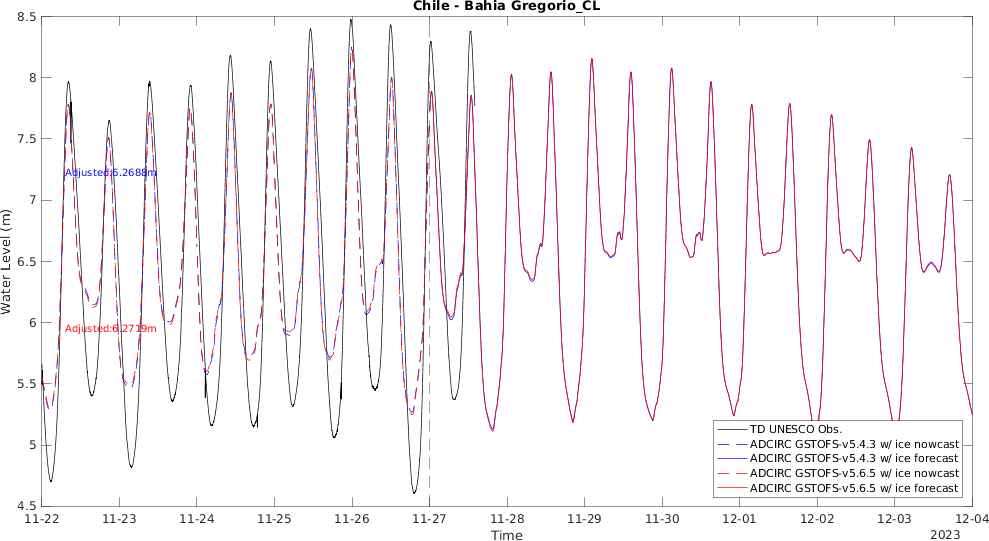 Chile - Bahia Gregorio_CL
8.5
8
7.5
7
6.5
6
5.5
5
4.5
Water Level (m)
Adjusted:6.2688m
Adjusted:6.2719m
TD UNESCO Obs.
ADCIRC GSTOFS-v5.4.3 w/ ice nowcast
ADCIRC GSTOFS-v5.4.3 w/ ice forecast
ADCIRC GSTOFS-v5.6.5 w/ ice nowcast
ADCIRC GSTOFS-v5.6.5 w/ ice forecast
11-22 11-23 11-24 11-25 11-26 11-27 11-28 11-29 11-30 12-01 12-02 12-03 12-04
Time
2023